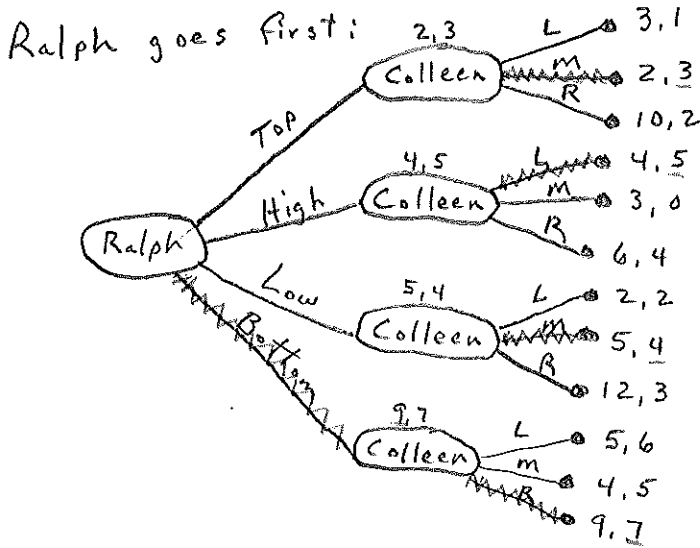 Ralph goes first:
2,3
Colleen
L
3,1
M
2,3
R
10,2
Top
4,5
Colleen
L
4,5
M
3,0
R
6,4
High
Ralph
Low
5,4
Colleen
L
2,2
M
5,4
R
12,3
Bottom
9,7
Colleen
L
5,6
M
4,5
R
9,7